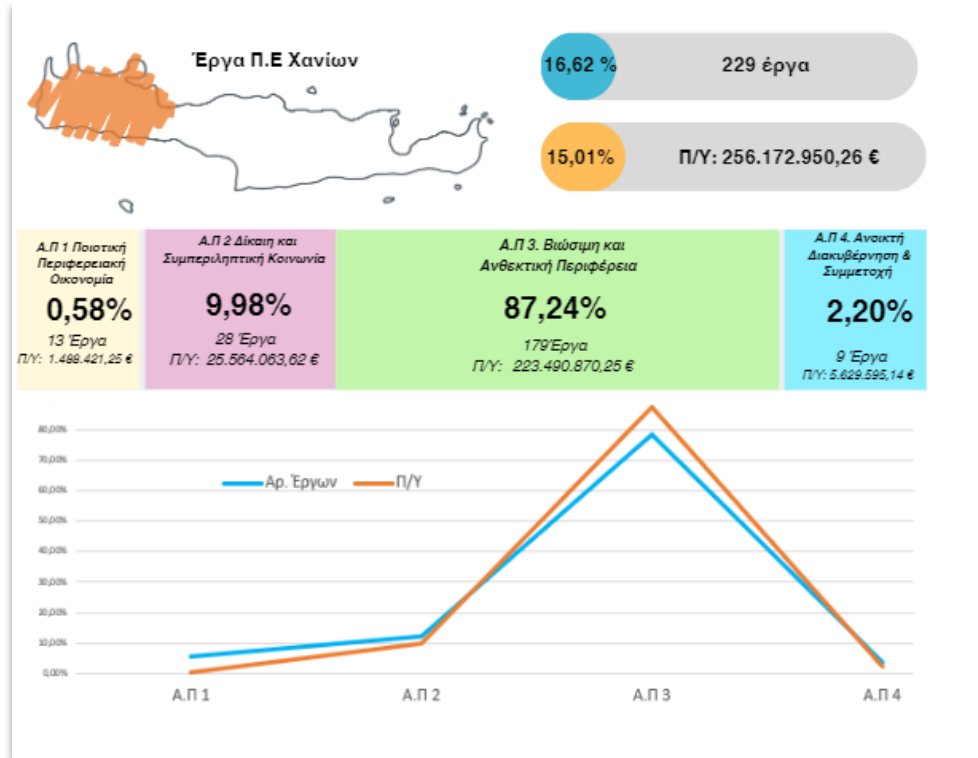 Έργα Π.Ε Χανίων
16,62 %
229 έργα
15,01%
Π/Υ: 256.172.950,26 €
Α.Π 1 Ποιοτική
Περιφερειακή
Οικονομία
0,58%
13 Έργα
Π/Υ: 1.488.421,25 €
Α.Π 2 Δίκαιη και
Συμπεριληπτική Κοινωνία
9,98%
28 Έργα
Π/Υ: 25.564.063,62 €
Α.Π 3. Βιώσιμη και
Ανθεκτική Περιφέρεια
87,24%
179Έργα
Π/Υ: 223.490.870,25 €
Α.Π 4. Ανοικτή
Διακυβέρνηση &
Συμμετοχή
2,20%
9 Έργα
Π/Υ: 5.629.595,14 €
80,00%
70,00%
60,00%
50,00%
40,00%
30,00%
20,00%
10,00%
0,00%
Αρ. Έργων
Π/Υ
Α.Π 1
Α.Π 2
Α.Π 3
Α.Π 4